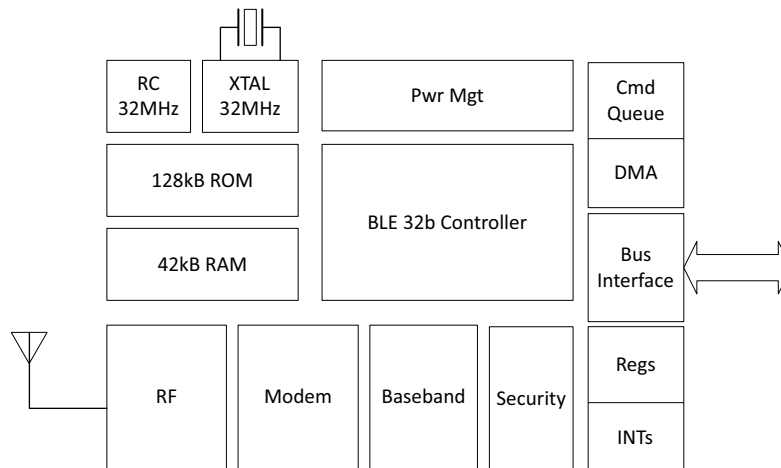 RC
32MHz
XTAL
32MHz
Pwr Mgt
Cmd
Queue
128kB ROM
DMA
BLE 32b Controller
42kB RAM
Bus
Interface
RF
Modem
Baseband
Security
Regs
INTs